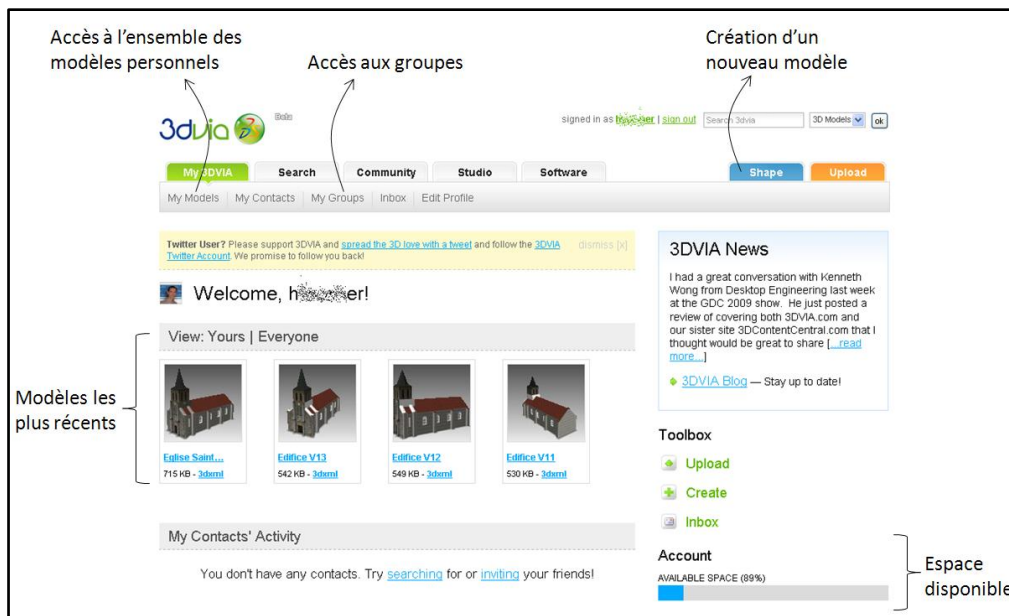 Accès à l'ensemble des
modèles personnels
Accès aux groupes
Création d'un
nouveau modèle
3dvia
Beta
signed in as | sign out
Search 3dvia
3D Models
ok
My 3DVIA
Search
Community
Studio
Software
Shape
Upload
My Models | My Contacts | My Groups | Inbox | Edit Profile
Twitter User? Please support 3DVIA and spread the 3D love with a tweet and follow the 3DVIA
Twitter Account. We promise to follow you back!
dismiss [x]
Welcome,
View: Yours | Everyone
Modèles les
plus récents
Eglise Saint...
715 KB - 3dxml
Edifice V13
542 KB - 3dxml
Edifice V12
549 KB - 3dxml
Edifice V11
530 KB - 3dxml
My Contacts' Activity
You don't have any contacts. Try searching for or inviting your friends!
3DVIA News
I had a great conversation with Kenneth
Wong from Desktop Engineering last week
at the GDC 2009 show. He just posted a
review of covering both 3DVIA.com and
our sister site 3DContentCentral.com that I
thought would be great to share [...read
more...]
3DVIA Blog — Stay up to date!
Toolbox
Upload
Create
Inbox
Account
AVAILABLE SPACE (89%)
Espace
disponible